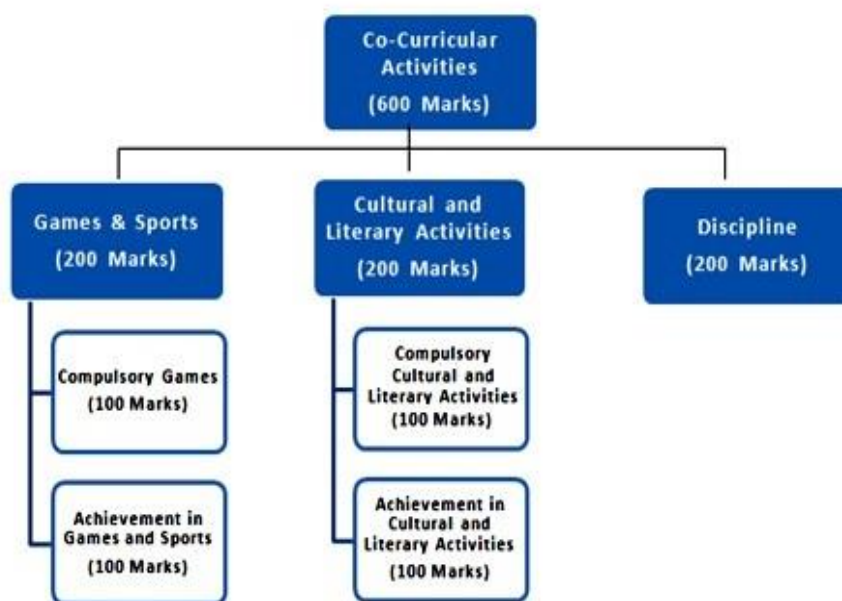 Co-Curricular
Activities
(600 Marks)
Games & Sports
(200 Marks)
Cultural and
Literary Activities
(200 Marks)
Discipline
(200 Marks)
Compulsory Games
(100 Marks)
Compulsory
Cultural and
Literary Activities
(100 Marks)
Achievement in
Games and Sports
(100 Marks)
Achievement in
Cultural and
Literary Activities
(100 Marks)